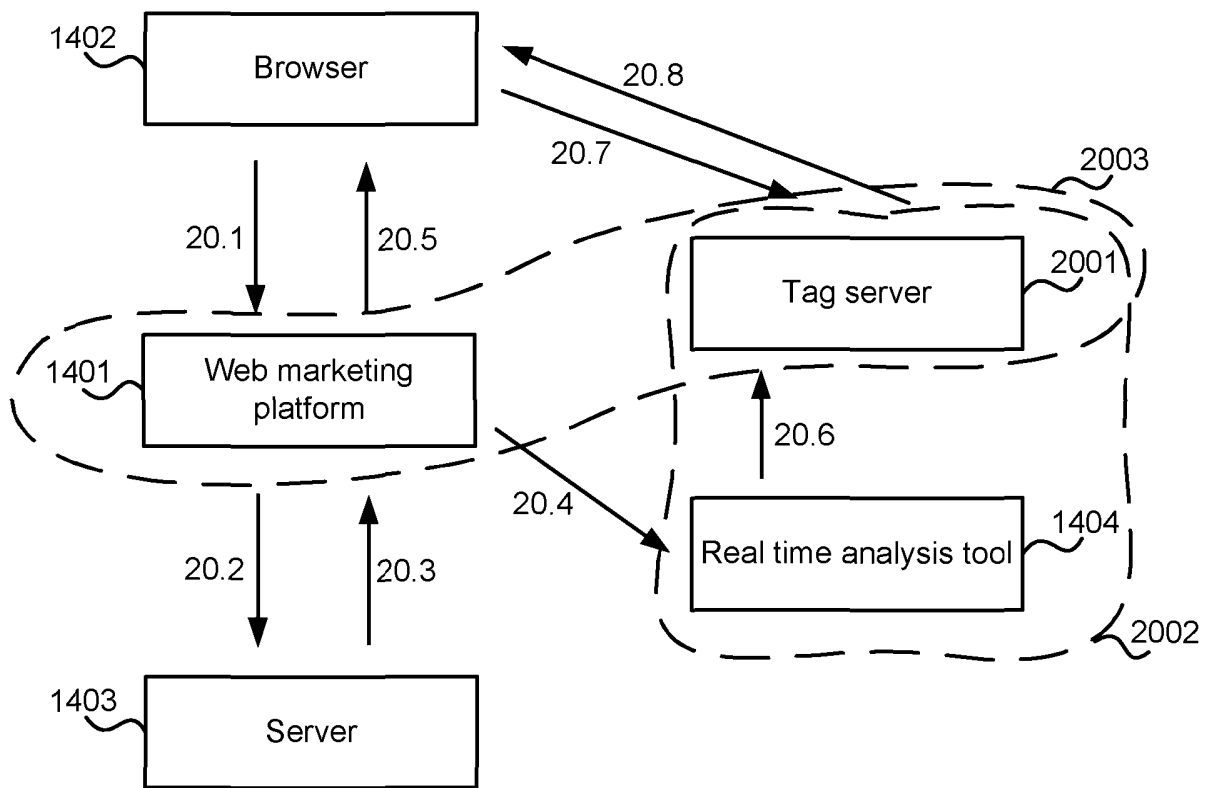 1402
Browser
20.8
20.7
2003
20.1
20.5
2001
Tag server
1401
Web marketing
platform
20.6
20.4
1404
Real time analysis tool
20.2
20.3
2002
1403
Server